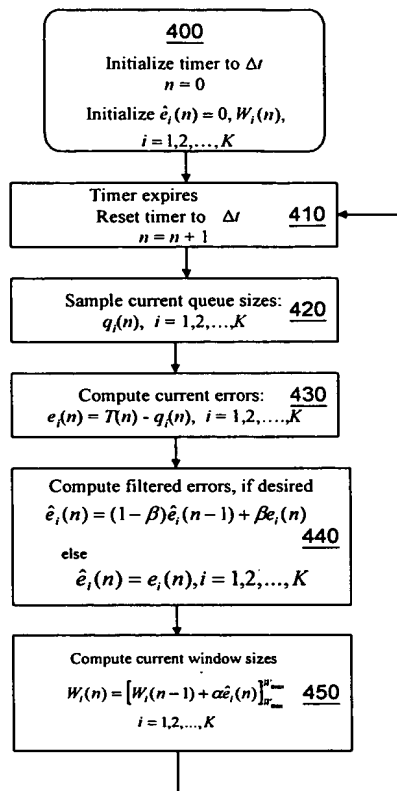 400
Initialize timer to Δt
n = 0
Initialize ê_i(n) = 0, W_i(n),
i = 1,2,...,K
Timer expires
Reset timer to Δt
n = n + 1
410
Sample current queue sizes:
q_i(n), i = 1,2,...,K
420
Compute current errors:
e_i(n) = T(n) - q_i(n), i = 1,2,....,K
430
Compute filtered errors, if desired
ê_i(n) = (1 − β)ê_i(n − 1) + βe_i(n)
440
else
ê_i(n) = e_i(n), i = 1,2,...,K
Compute current window sizes
W_i(n) = [W_i(n − 1) + αê_i(n)]
450
i = 1,2,...,K